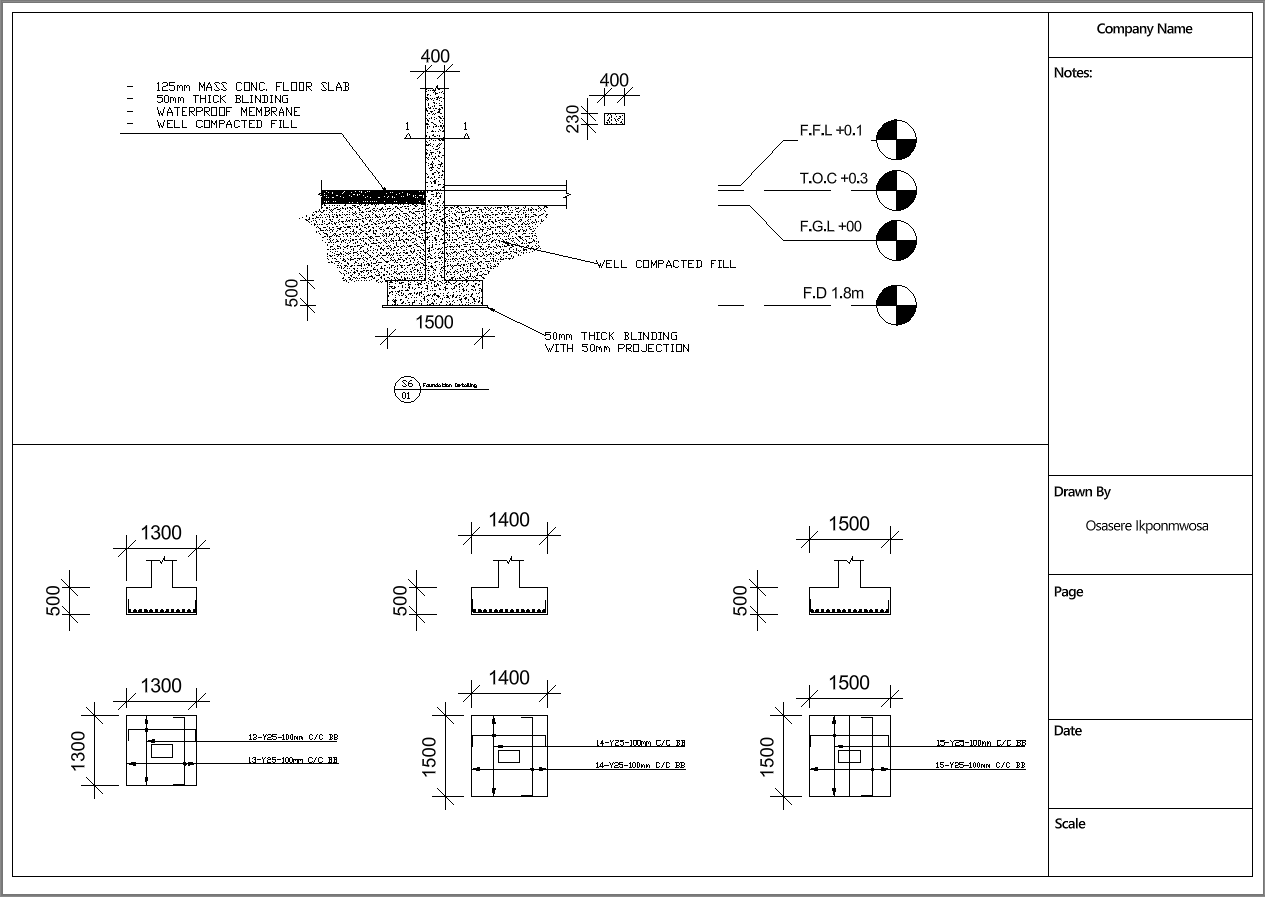 400
- 125mm MASS CONC. FLOOR SLAB
- 50mm THICK BLINDING
- WATERPROOF MEMBRANE
- WELL COMPACTED FILL
1
1
400
230
F.F.L +0.1
T.O.C +0.3
F.G.L +00
F.D 1.8m
WELL COMPACTED FILL
500
1500
50mm THICK BLINDING
WITH 50mm PROJECTION
S6
01
Foundation Detailing
1300
500
1400
500
1500
500
1300
1300
13-Y25-100mm C/C BB
13-Y25-100mm C/C BB
1400
1500
14-Y25-100mm C/C BB
14-Y25-100mm C/C BB
1500
1500
15-Y25-100mm C/C BB
15-Y25-100mm C/C BB
Company Name
Notes:
Drawn By
Osasere Ikponmwosa
Page
Date
Scale